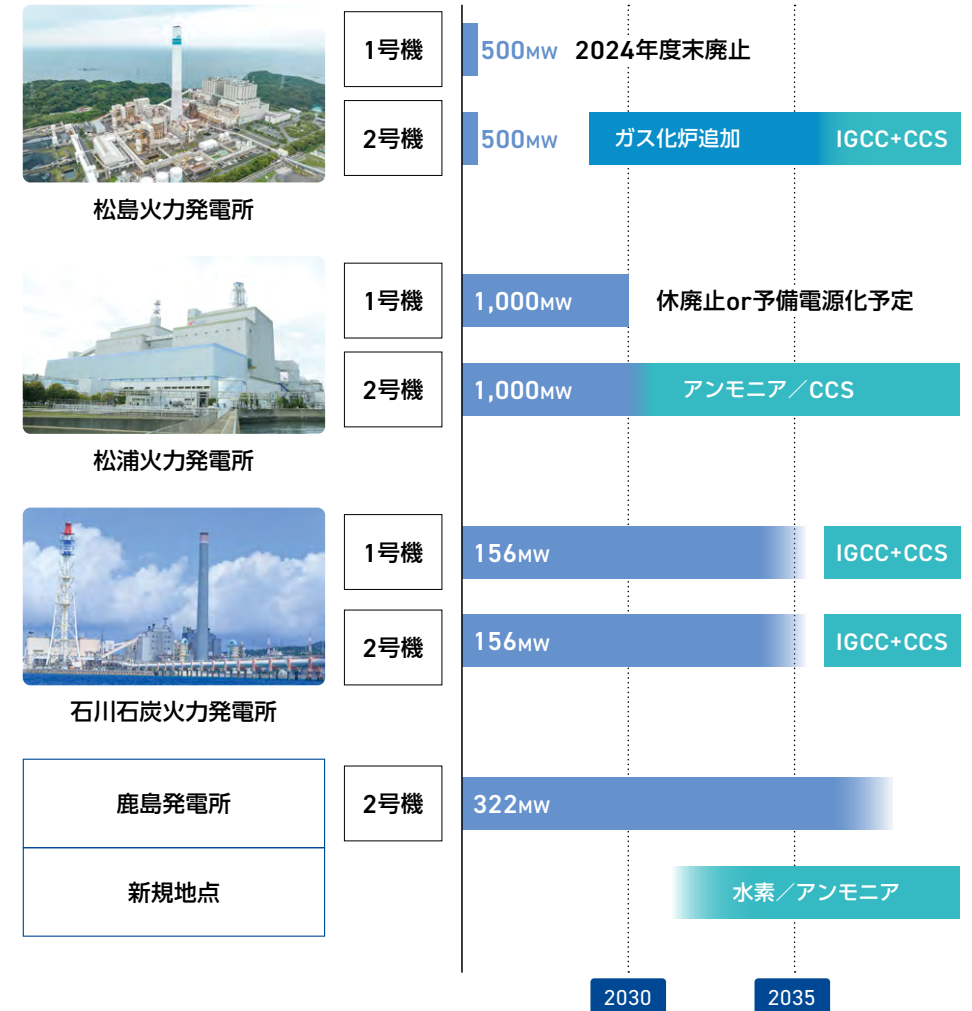 1号機
500MW 2024年度末廃止
2号機
500MW ガス化炉追加 IGCC+CCS
松島火力発電所
1号機
1,000MW 休廃止or予備電源化予定
2号機
1,000MW アンモニア／CCS
松浦火力発電所
1号機
156MW IGCC+CCS
2号機
156MW IGCC+CCS
石川石炭火力発電所
鹿島発電所 2号機 322MW
新規地点 水素／アンモニア
2030 2035